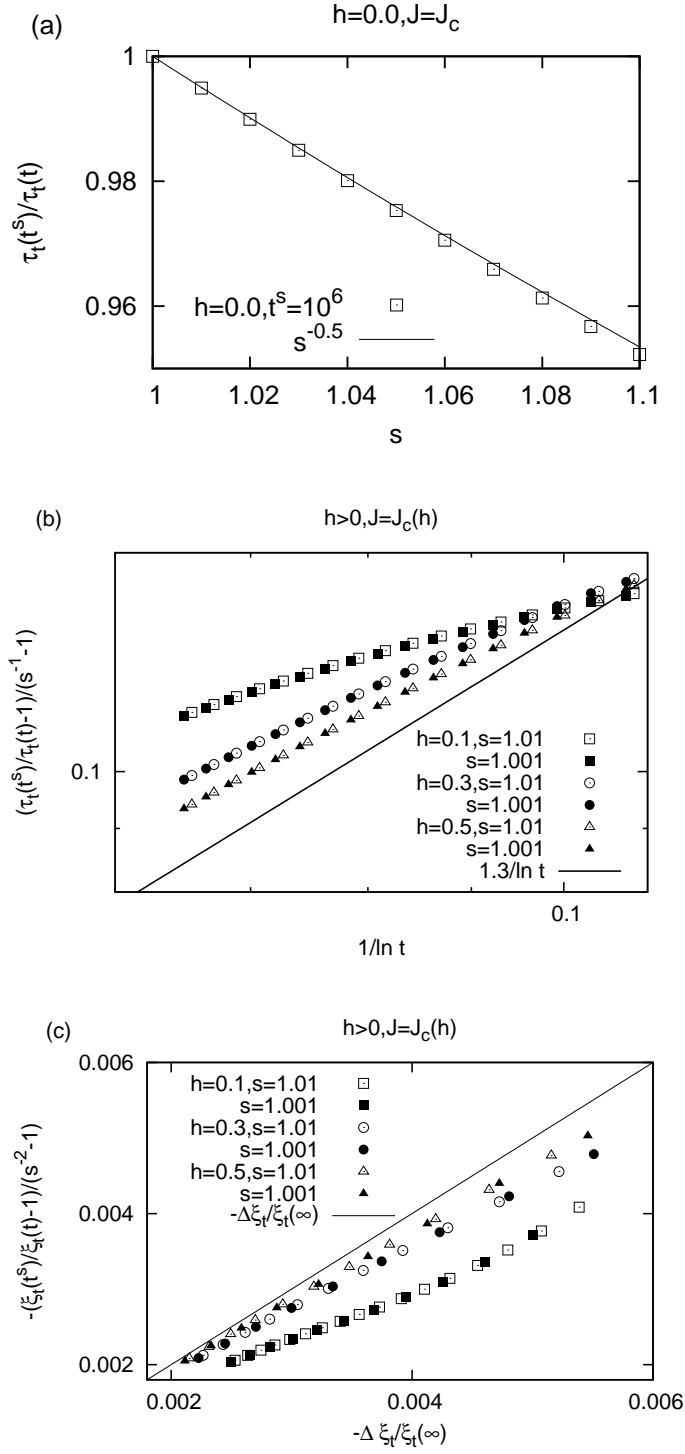 (a)
h=0.0,J=J_c
1
0.98
0.96
τ_t(t^s)/τ_t(t)
h=0.0,t^s=10^6
s^-0.5
1
1.02
1.04
1.06
1.08
1.1
s
(b)
h>0,J=J_c(h)
(τ_t(t^s)/τ_t(t)-1)/(s^-1-1)
0.1
h=0.1,s=1.01
s=1.001
h=0.3,s=1.01
s=1.001
h=0.5,s=1.01
s=1.001
1.3/ln t
0.1
1/ln t
(c)
h>0,J=J_c(h)
0.006
0.004
0.002
-(ξ_t(t^s)/ξ_t(t)-1)/(s^-2-1)
h=0.1,s=1.01
s=1.001
h=0.3,s=1.01
s=1.001
h=0.5,s=1.01
s=1.001
-Δξ_t/ξ_t(∞)
0.002
0.004
0.006
-Δ ξ_t/ξ_t(∞)